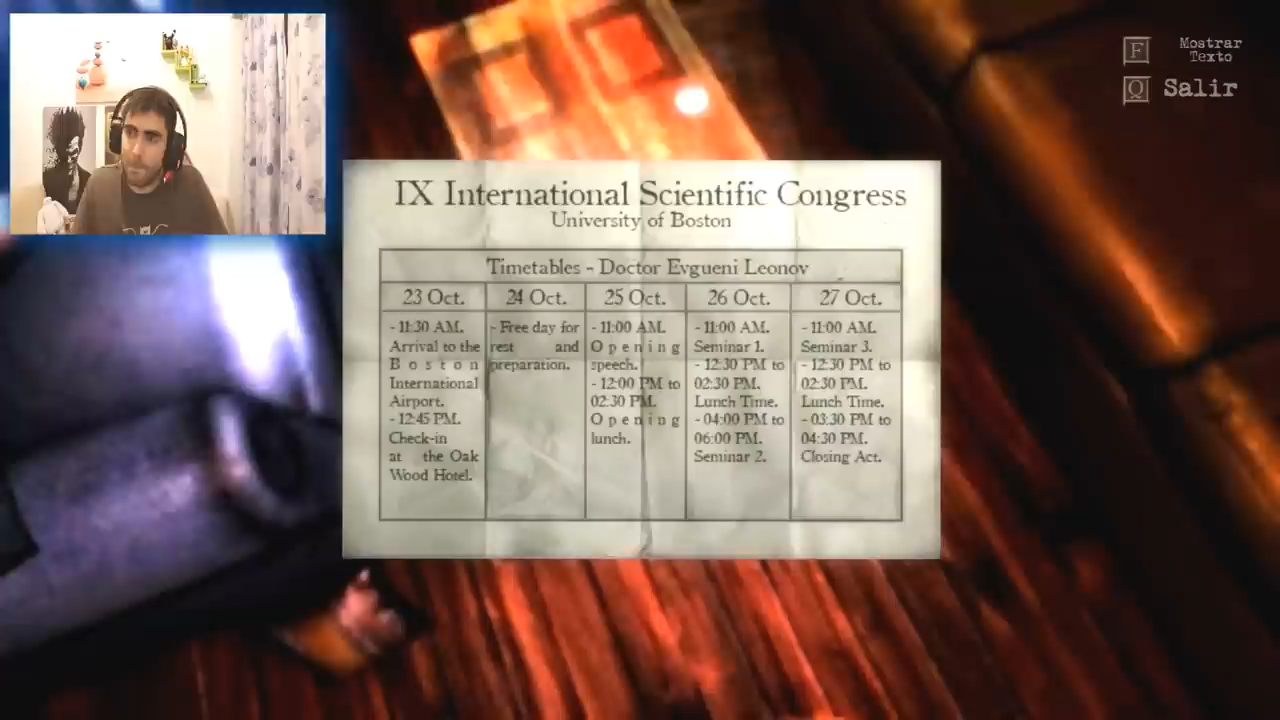 F Mostrar
Texto
Q Salir
IX International Scientific Congress
University of Boston
Timetables - Doctor Evgueni Leonov
23 Oct.
- 11:30 AM.
Arrival to the
Boston
International
Airport.
- 12:45 PM.
Check-in
at the Oak
Wood Hotel.
24 Oct.
- Free day for
rest and
preparation.
25 Oct.
- 11:00 AM.
Opening
speech.
- 12:00 PM to
02:30 PM.
Opening
lunch.
26 Oct.
- 11:00 AM.
Seminar 1.
- 12:30 PM to
02:30 PM.
Lunch Time.
- 04:00 PM to
06:00 PM.
Seminar 2.
27 Oct.
- 11:00 AM.
Seminar 3.
- 12:30 PM to
02:30 PM.
Lunch Time.
- 03:30 PM to
04:30 PM.
Closing Act.